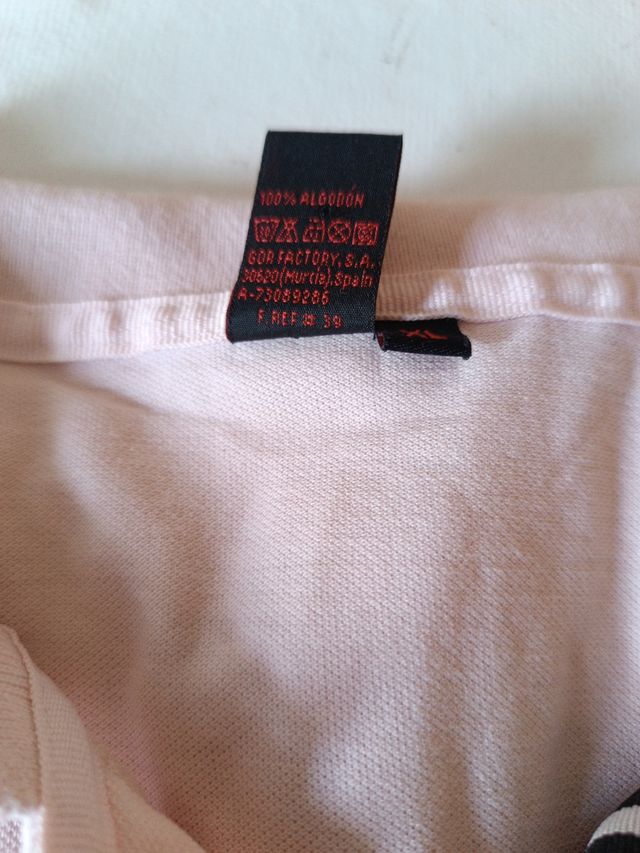 100% ALGODÓN
GOR FACTORY, S.A.
30620(Murcia).Spain
A-73089286
F. REF # 39
XL